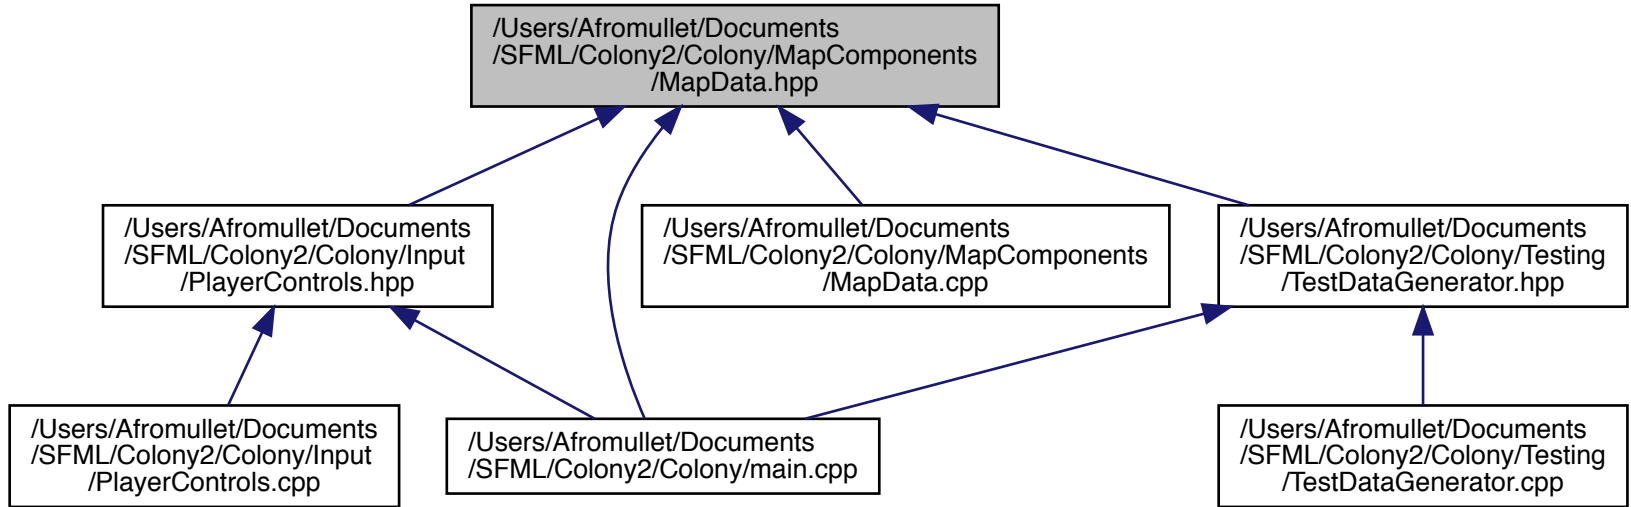 /Users/Afromullet/Documents
/SFML/Colony2/Colony/MapComponents
/MapData.hpp
/Users/Afromullet/Documents
/SFML/Colony2/Colony/Input
/PlayerControls.hpp
/Users/Afromullet/Documents
/SFML/Colony2/Colony/MapComponents
/MapData.cpp
/Users/Afromullet/Documents
/SFML/Colony2/Colony/Testing
/TestDataGenerator.hpp
/Users/Afromullet/Documents
/SFML/Colony2/Colony/Input
/PlayerControls.cpp
/Users/Afromullet/Documents
/SFML/Colony2/Colony/main.cpp
/Users/Afromullet/Documents
/SFML/Colony2/Colony/Testing
/TestDataGenerator.cpp